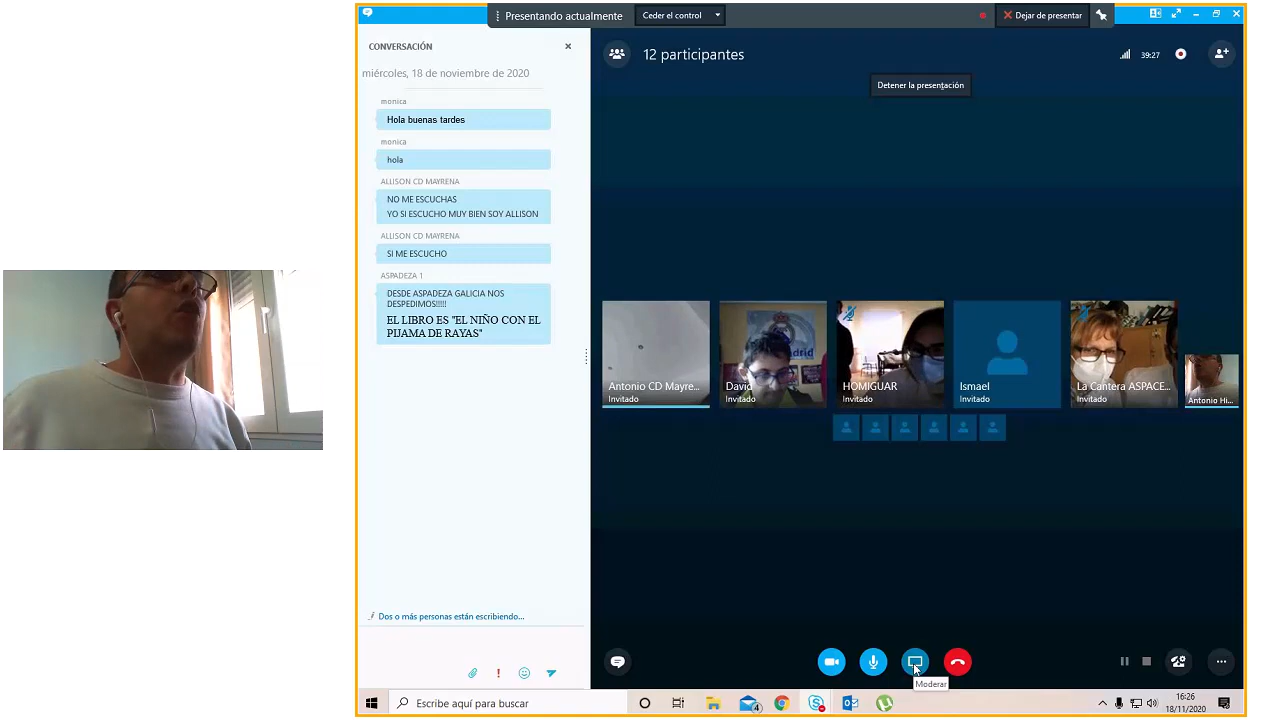 Presentando actualmente
Ceder el control
Dejar de presentar
CONVERSACIÓN
miércoles, 18 de noviembre de 2020
monica
Hola buenas tardes
monica
hola
ALLISON CD MAYRENA
NO ME ESCUCHAS
YO SI ESCUCHO MUY BIEN SOY ALLISON
ALLISON CD MAYRENA
SI ME ESCUCHO
ASPADEZA 1
DESDE ASPADEZA GALICIA NOS
DESPEDIMOS!!!!!
EL LIBRO ES "EL NIÑO CON EL
PIJAMA DE RAYAS"
Dos o más personas están escribiendo...
12 participantes
39:27
Detener la presentación
Antonio CD Mayre...
Invitado
David
Invitado
HOMIGUAR
Invitado
Ismael
Invitado
La Cantera ASPACE...
Invitado
Antonio Hi...
Moderar
Escribe aquí para buscar
4
16:26
18/11/2020